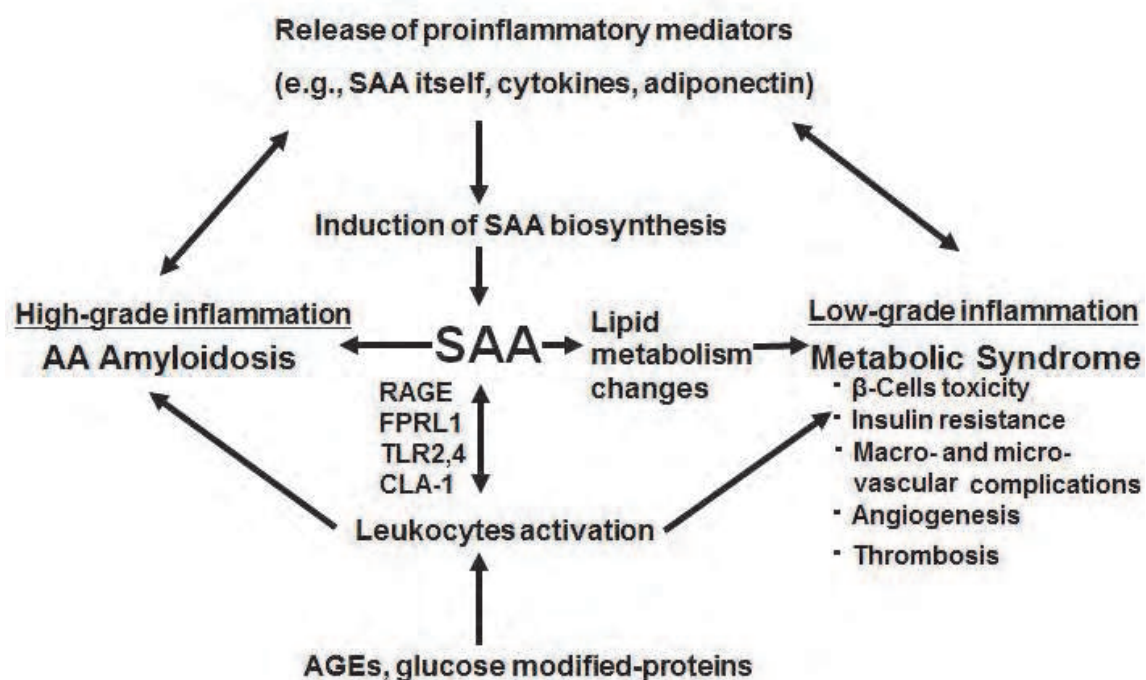 Release of proinflammatory mediators
(e.g., SAA itself, cytokines, adiponectin)
Induction of SAA biosynthesis
High-grade inflammation
AA Amyloidosis
SAA
Lipid
metabolism
changes
Low-grade inflammation
Metabolic Syndrome
· β-Cells toxicity
· Insulin resistance
· Macro- and micro-
vascular complications
· Angiogenesis
· Thrombosis
RAGE
FPRL1
TLR2,4
CLA-1
Leukocytes activation
AGEs, glucose modified-proteins